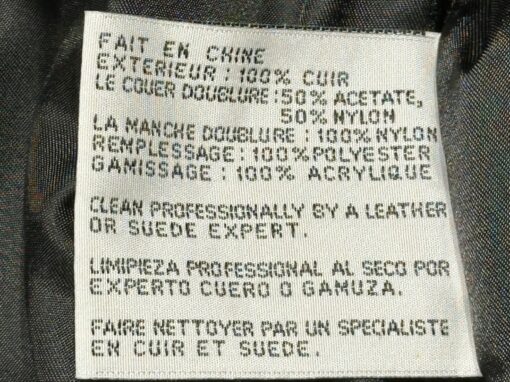 FAIT EN CHINE
EXTERIEUR : 100% CUIR
LE COUER DOUBLURE : 50% ACETATE,
50% NYLON
LA MANCHE DOUBLURE : 100% NYLON
REMPLESSAGE : 100% POLYESTER
GAMISSAGE : 100% ACRYLIQUE
CLEAN PROFESSIONALLY BY A LEATHER
OR SUEDE EXPERT.
LIMIPIEZA PROFESSIONAL AL SECO POR
EXPERTO CUERO O GAMUZA.
FAIRE NETTOYER PAR UN SPECIALISTE
EN CUIR ET SUEDE.